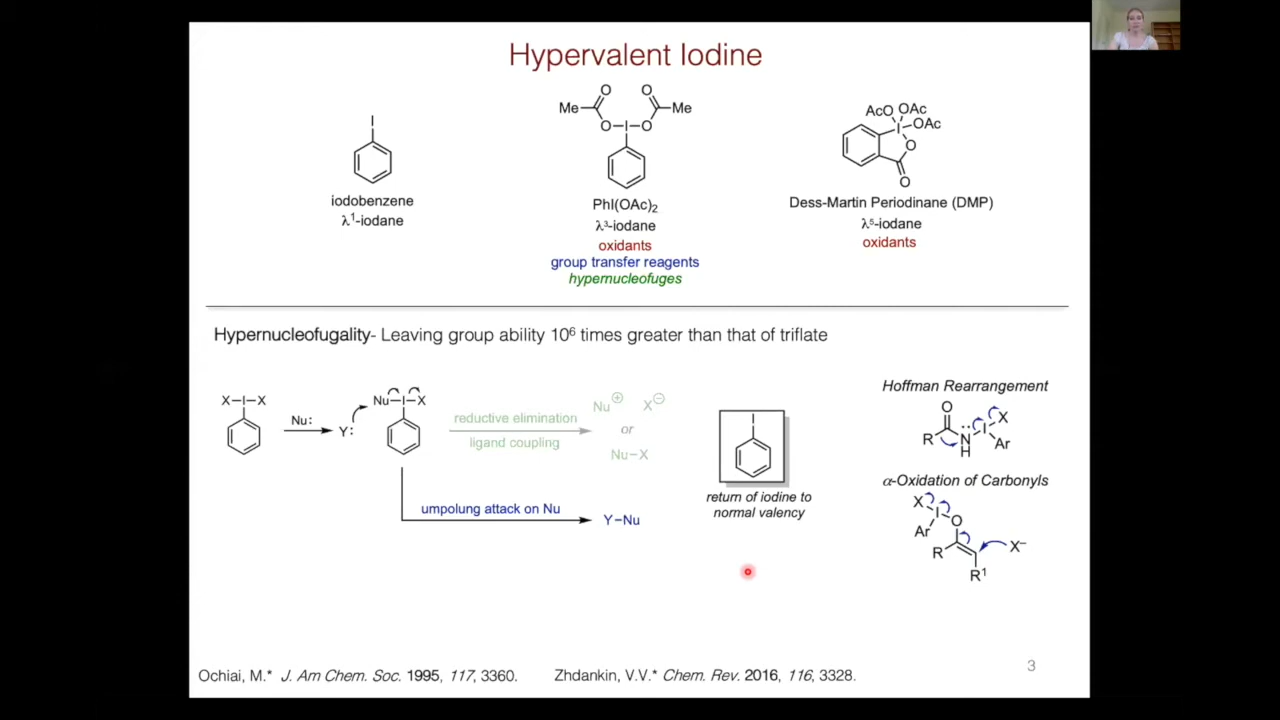 Hypervalent Iodine
I
iodobenzene
λ¹-iodane
O O
Me Me
O–I–O
PhI(OAc)₂
λ³-iodane
oxidants
group transfer reagents
hypernucleofuges
AcO OAc
I OAc
O
O
Dess-Martin Periodinane (DMP)
λ⁵-iodane
oxidants
Hypernucleofugality- Leaving group ability 10⁶ times greater than that of triflate
X–I–X
Nu:
Y:
Nu–I–X
reductive elimination
ligand coupling
Nu⊕ X⊖
or
Nu–X
umpolung attack on Nu
Y–Nu
I
return of iodine to
normal valency
Hoffman Rearrangement
O
R N I X
H Ar
α-Oxidation of Carbonyls
X I O
Ar
R X⁻
R¹
Ochiai, M.* J. Am Chem. Soc. 1995, 117, 3360. Zhdankin, V.V.* Chem. Rev. 2016, 116, 3328.
3